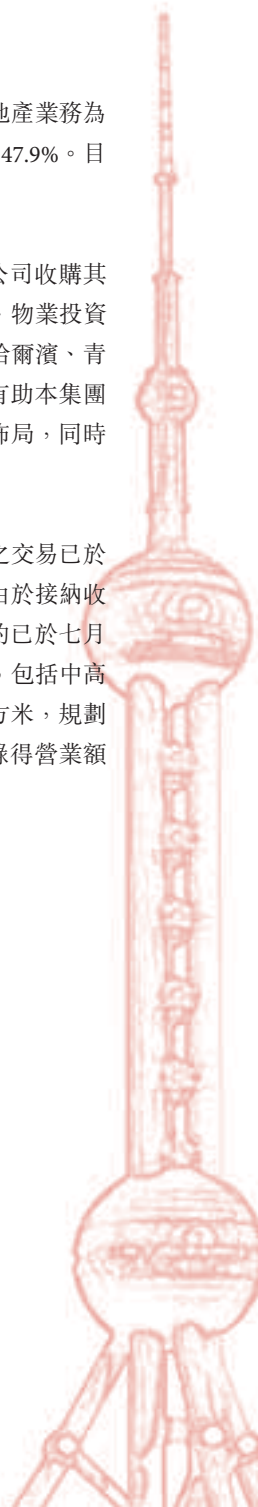 地產業務為
47.9%。目
公司收購其
物業投資
哈爾濱、青
有助本集團
佈局，同時
之交易已於
由於接納收
約已於七月
，包括中高
方米，規劃
錄得營業額